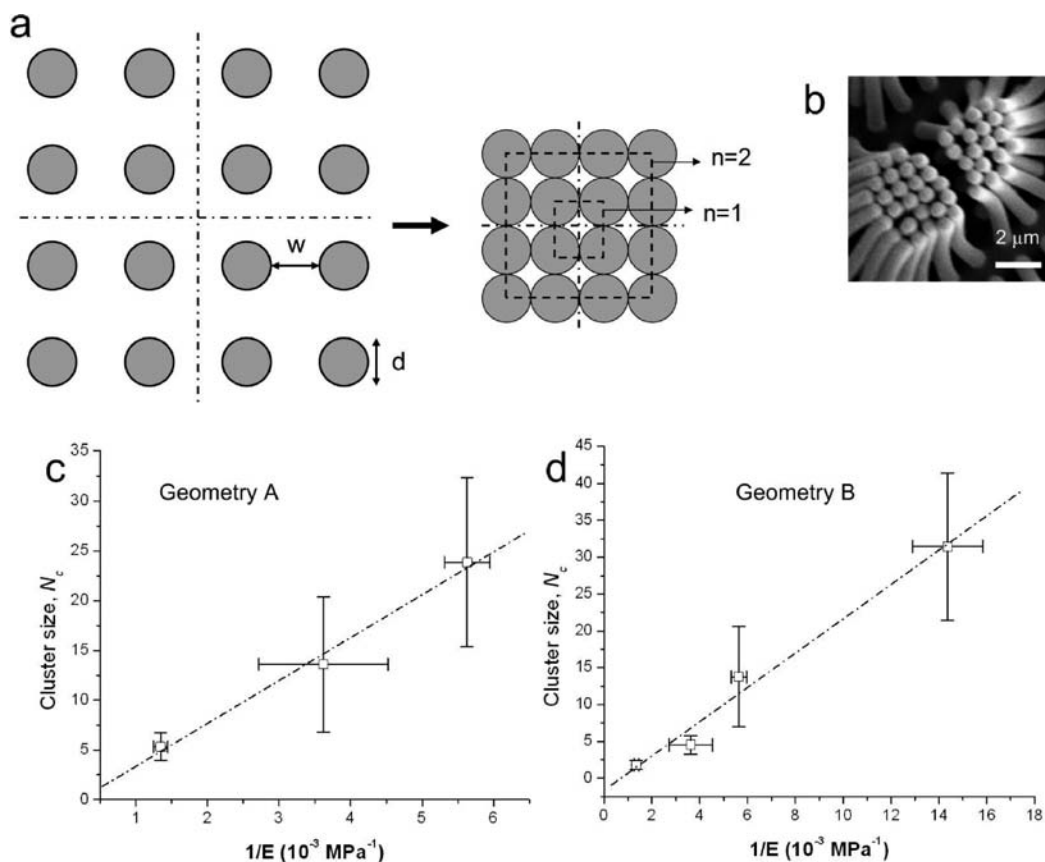 a
w
d
n=2
n=1
b
2 μm
c
Geometry A
Cluster size, N_c
35
30
25
20
15
10
5
0
1 2 3 4 5 6
1/E (10⁻³ MPa⁻¹)
d
Geometry B
Cluster size, N_c
45
40
35
30
25
20
15
10
5
0
0 2 4 6 8 10 12 14 16 18
1/E (10⁻³ MPa⁻¹)